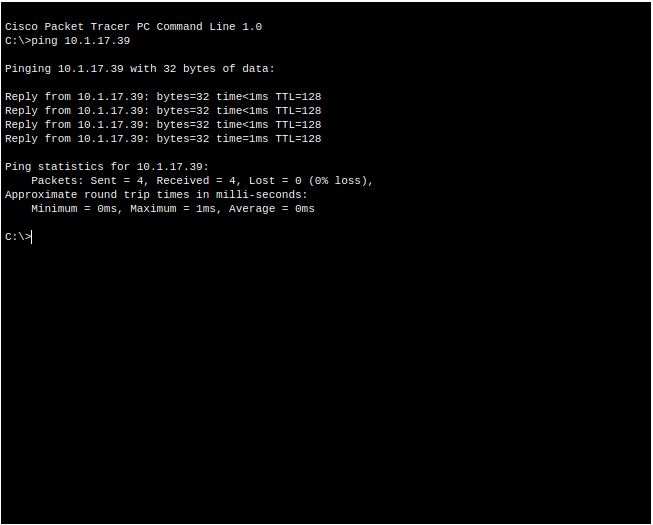 Cisco Packet Tracer PC Command Line 1.0
C:\>ping 10.1.17.39
Pinging 10.1.17.39 with 32 bytes of data:
Reply from 10.1.17.39: bytes=32 time<1ms TTL=128
Reply from 10.1.17.39: bytes=32 time<1ms TTL=128
Reply from 10.1.17.39: bytes=32 time<1ms TTL=128
Reply from 10.1.17.39: bytes=32 time=1ms TTL=128
Ping statistics for 10.1.17.39:
    Packets: Sent = 4, Received = 4, Lost = 0 (0% loss),
Approximate round trip times in milli-seconds:
    Minimum = 0ms, Maximum = 1ms, Average = 0ms
C:\>